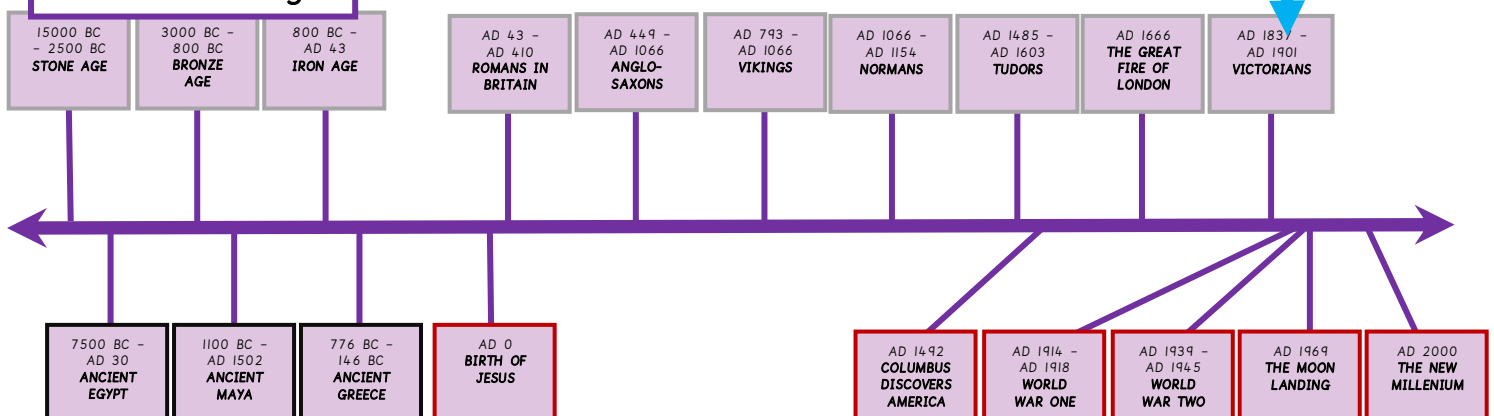 15000 BC
– 2500 BC
STONE AGE
3000 BC –
800 BC
BRONZE
AGE
800 BC –
AD 43
IRON AGE
AD 43 –
AD 410
ROMANS IN
BRITAIN
AD 449 –
AD 1066
ANGLO-
SAXONS
AD 793 –
AD 1066
VIKINGS
AD 1066 –
AD 1154
NORMANS
AD 1485 –
AD 1603
TUDORS
AD 1666
THE GREAT
FIRE OF
LONDON
AD 1837 –
AD 1901
VICTORIANS
7500 BC –
AD 30
ANCIENT
EGYPT
1100 BC –
AD 1502
ANCIENT
MAYA
776 BC –
146 BC
ANCIENT
GREECE
AD 0
BIRTH OF
JESUS
AD 1492
COLUMBUS
DISCOVERS
AMERICA
AD 1914 –
AD 1918
WORLD
WAR ONE
AD 1939 –
AD 1945
WORLD
WAR TWO
AD 1969
THE MOON
LANDING
AD 2000
THE NEW
MILLENIUM